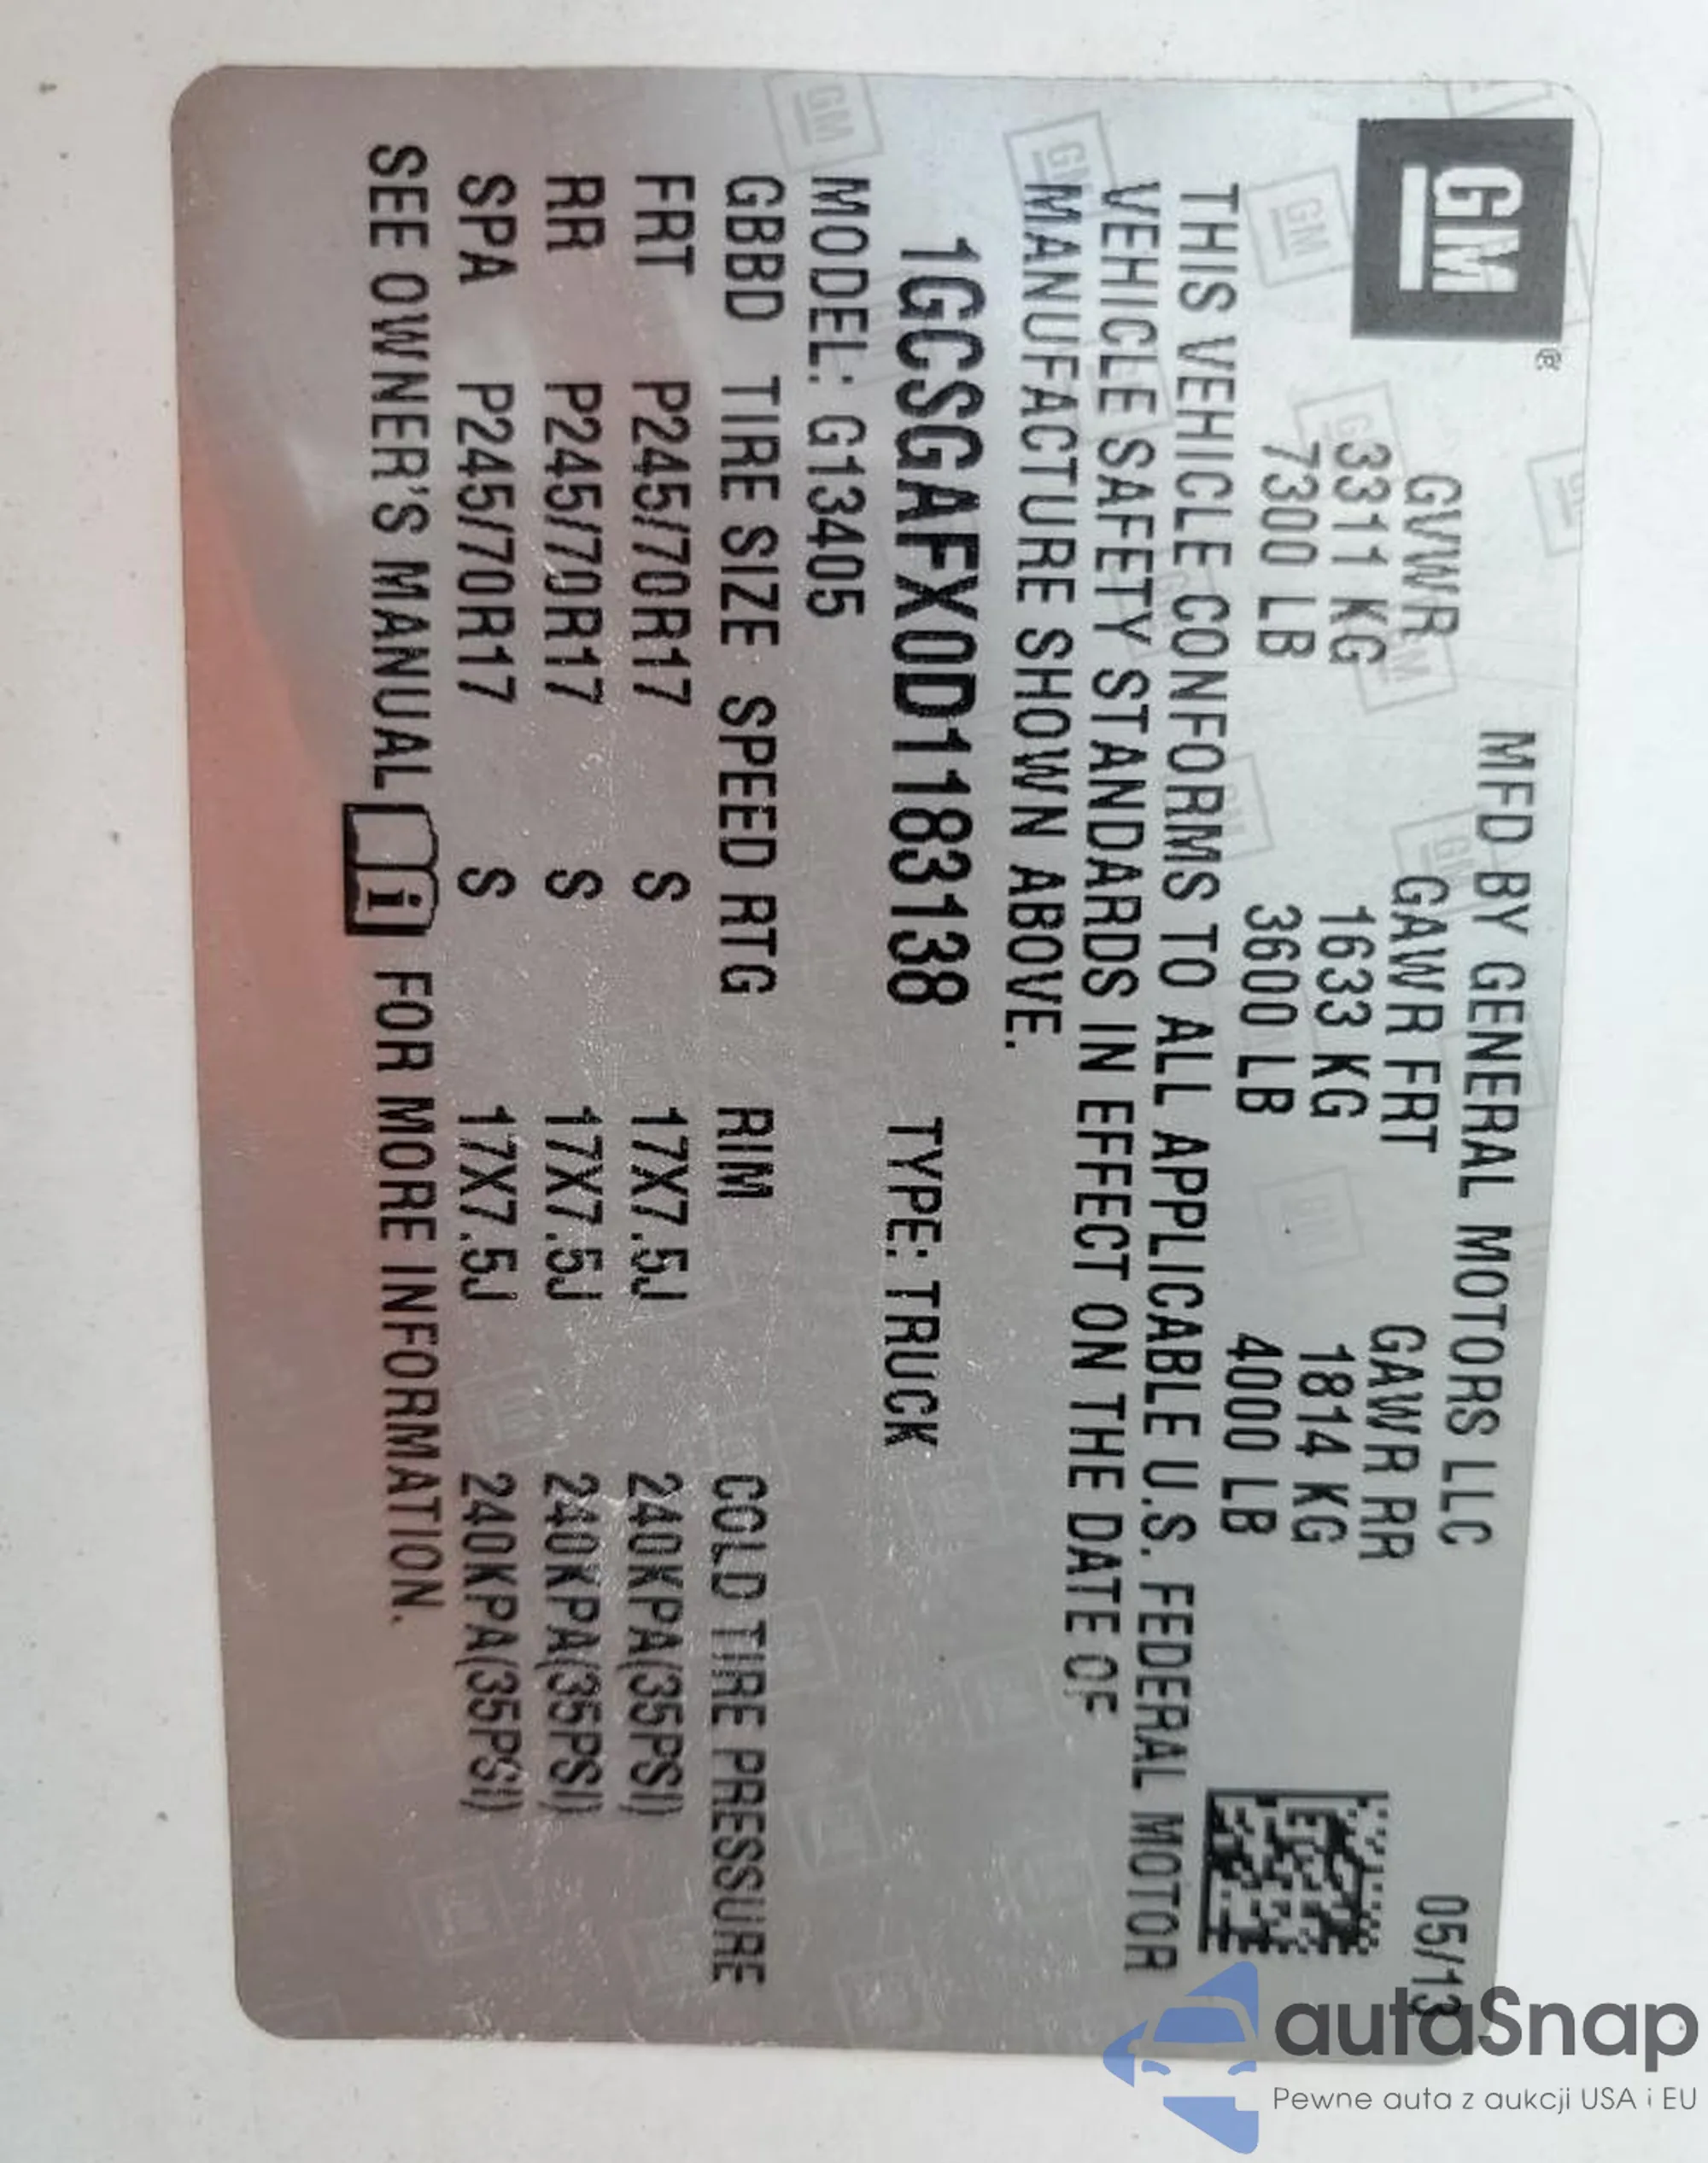 GM
®
MFD BY GENERAL MOTORS LLC
05/13
GVWR GAWR FRT GAWR RR
3311 KG 1633 KG 1814 KG
7300 LB 3600 LB 4000 LB
THIS VEHICLE CONFORMS TO ALL APPLICABLE U.S. FEDERAL MOTOR
VEHICLE SAFETY STANDARDS IN EFFECT ON THE DATE OF
MANUFACTURE SHOWN ABOVE.
1GCSGAFX0D1183138 TYPE: TRUCK
MODEL: G13405
GBBD TIRE SIZE SPEED RTG RIM COLD TIRE PRESSURE
FRT P245/70R17 S 17X7.5J 240KPA(35PSI)
RR P245/70R17 S 17X7.5J 240KPA(35PSI)
SPA P245/70R17 S 17X7.5J 240KPA(35PSI)
SEE OWNER'S MANUAL i FOR MORE INFORMATION.
autaSnap
Pewne auta z aukcji USA i EU